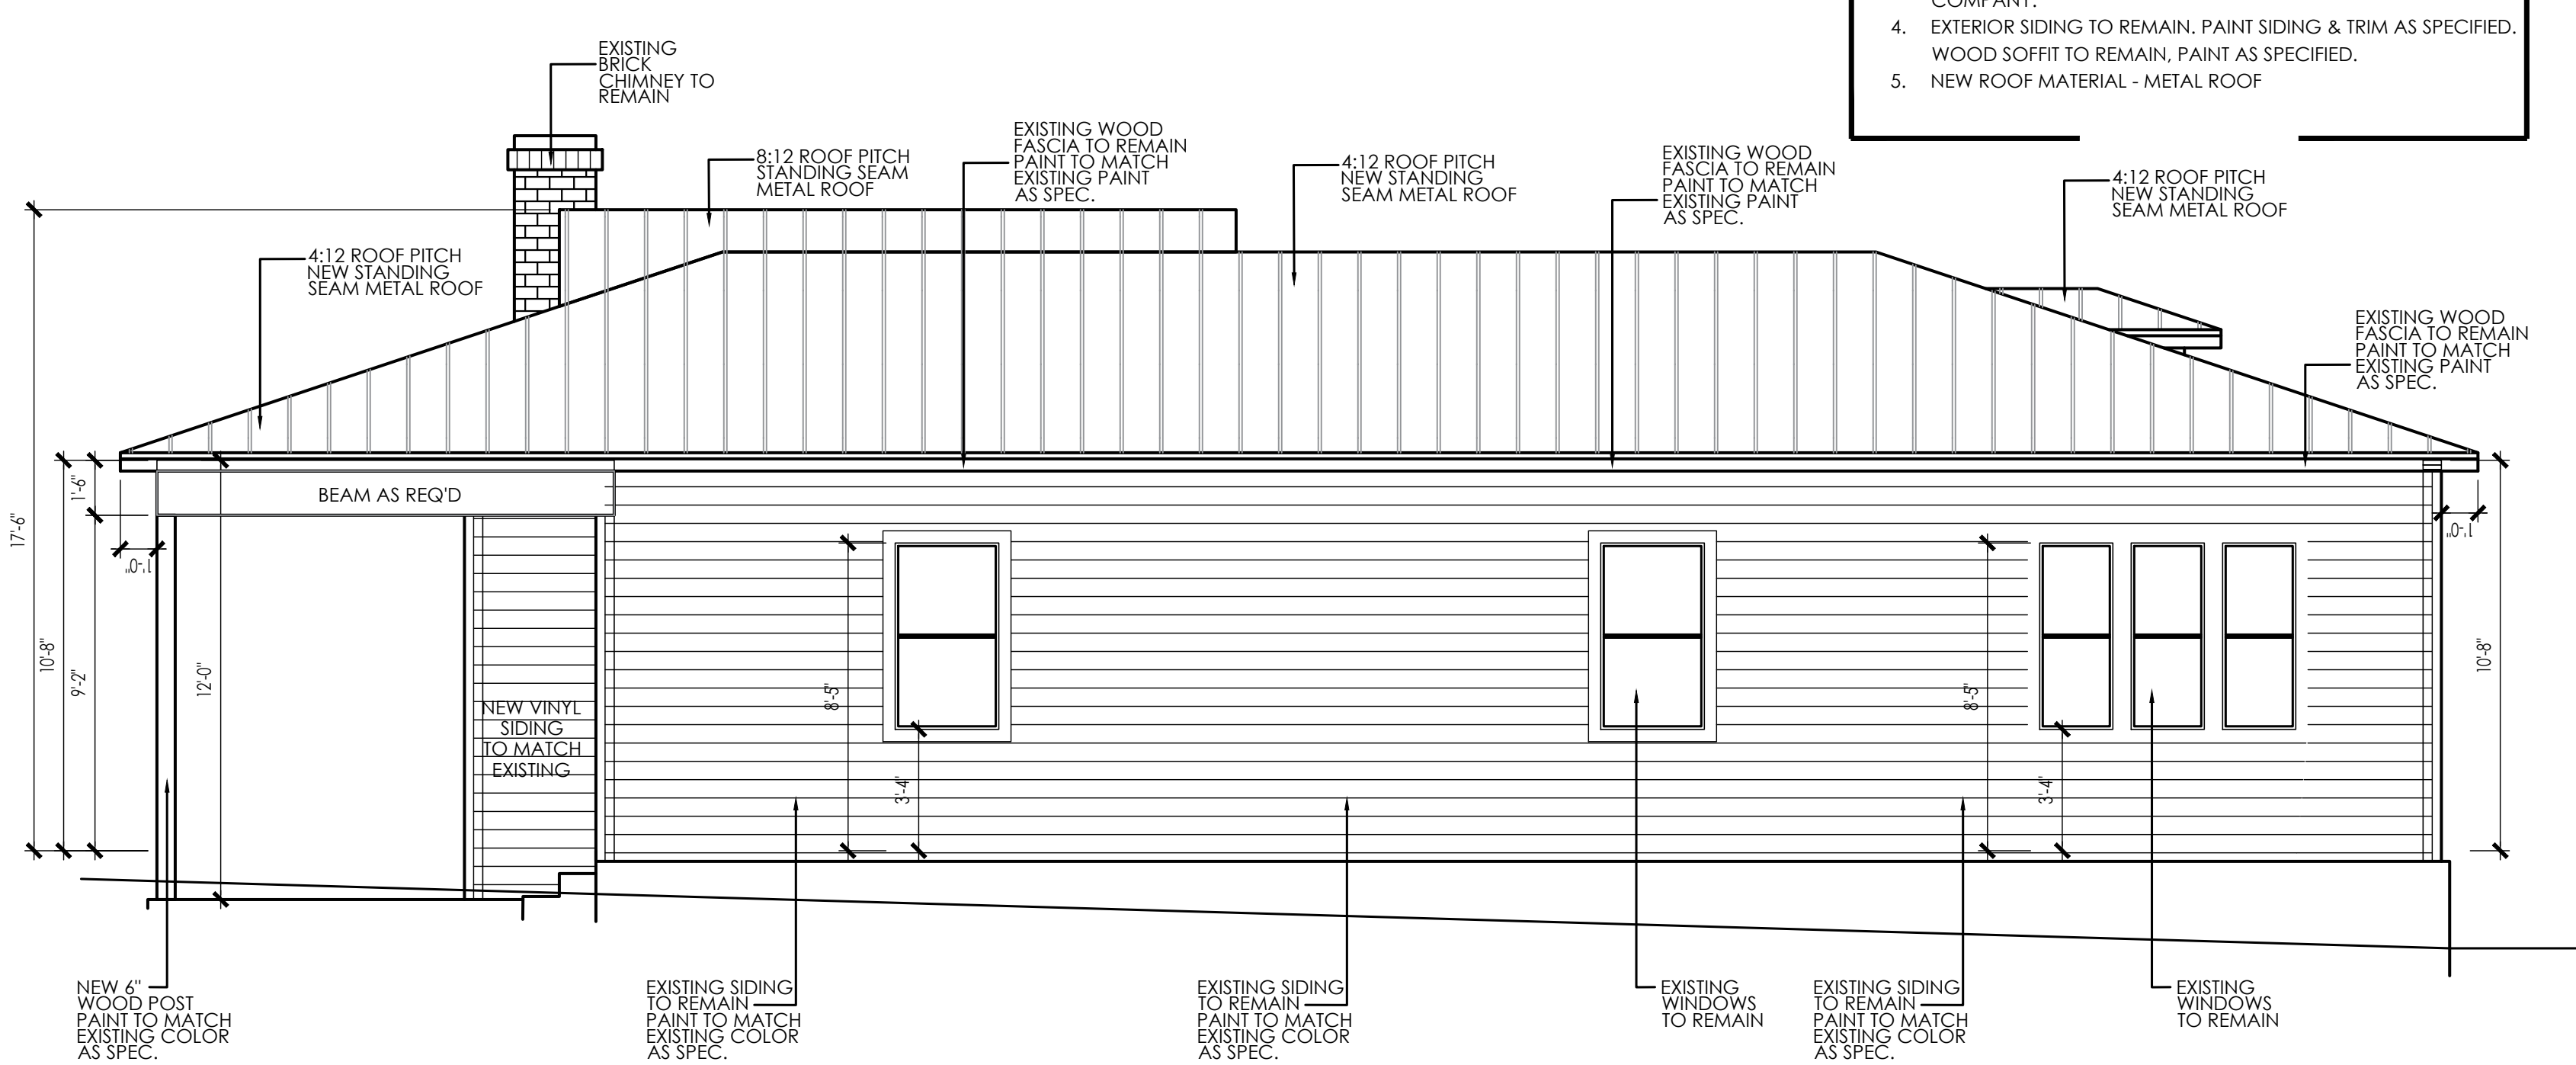 COMPANY.
4. EXTERIOR SIDING TO REMAIN. PAINT SIDING & TRIM AS SPECIFIED.
WOOD SOFFIT TO REMAIN, PAINT AS SPECIFIED.
5. NEW ROOF MATERIAL - METAL ROOF
EXISTING
BRICK
CHIMNEY TO
REMAIN
8:12 ROOF PITCH
STANDING SEAM
METAL ROOF
EXISTING WOOD
FASCIA TO REMAIN
PAINT TO MATCH
EXISTING PAINT
AS SPEC.
4:12 ROOF PITCH
NEW STANDING
SEAM METAL ROOF
EXISTING WOOD
FASCIA TO REMAIN
PAINT TO MATCH
EXISTING PAINT
AS SPEC.
4:12 ROOF PITCH
NEW STANDING
SEAM METAL ROOF
4:12 ROOF PITCH
NEW STANDING
SEAM METAL ROOF
EXISTING WOOD
FASCIA TO REMAIN
PAINT TO MATCH
EXISTING PAINT
AS SPEC.
BEAM AS REQ'D
17'-6"
10'-8"
1'-6"
9'-2"
1'-0"
12'-0"
NEW VINYL
SIDING
TO MATCH
EXISTING
8'-5"
3'-4"
8'-5"
3'-4"
1'-0"
10'-8"
NEW 6"
WOOD POST
PAINT TO MATCH
EXISTING COLOR
AS SPEC.
EXISTING SIDING
TO REMAIN
PAINT TO MATCH
EXISTING COLOR
AS SPEC.
EXISTING SIDING
TO REMAIN
PAINT TO MATCH
EXISTING COLOR
AS SPEC.
EXISTING
WINDOWS
TO REMAIN
EXISTING SIDING
TO REMAIN
PAINT TO MATCH
EXISTING COLOR
AS SPEC.
EXISTING
WINDOWS
TO REMAIN